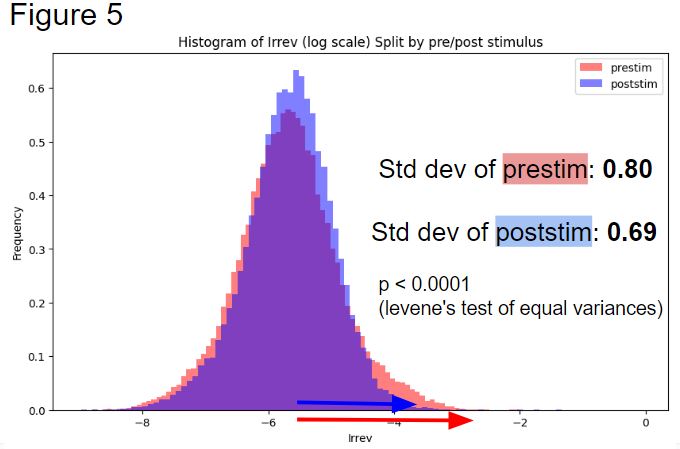 Figure 5
Histogram of Irrev (log scale) Split by pre/post stimulus
prestim
poststim
Std dev of prestim: 0.80
Std dev of poststim: 0.69
p < 0.0001
(levene's test of equal variances)
Frequency
0.6
0.5
0.4
0.3
0.2
0.1
0.0
−8
−6
−4
−2
0
Irrev